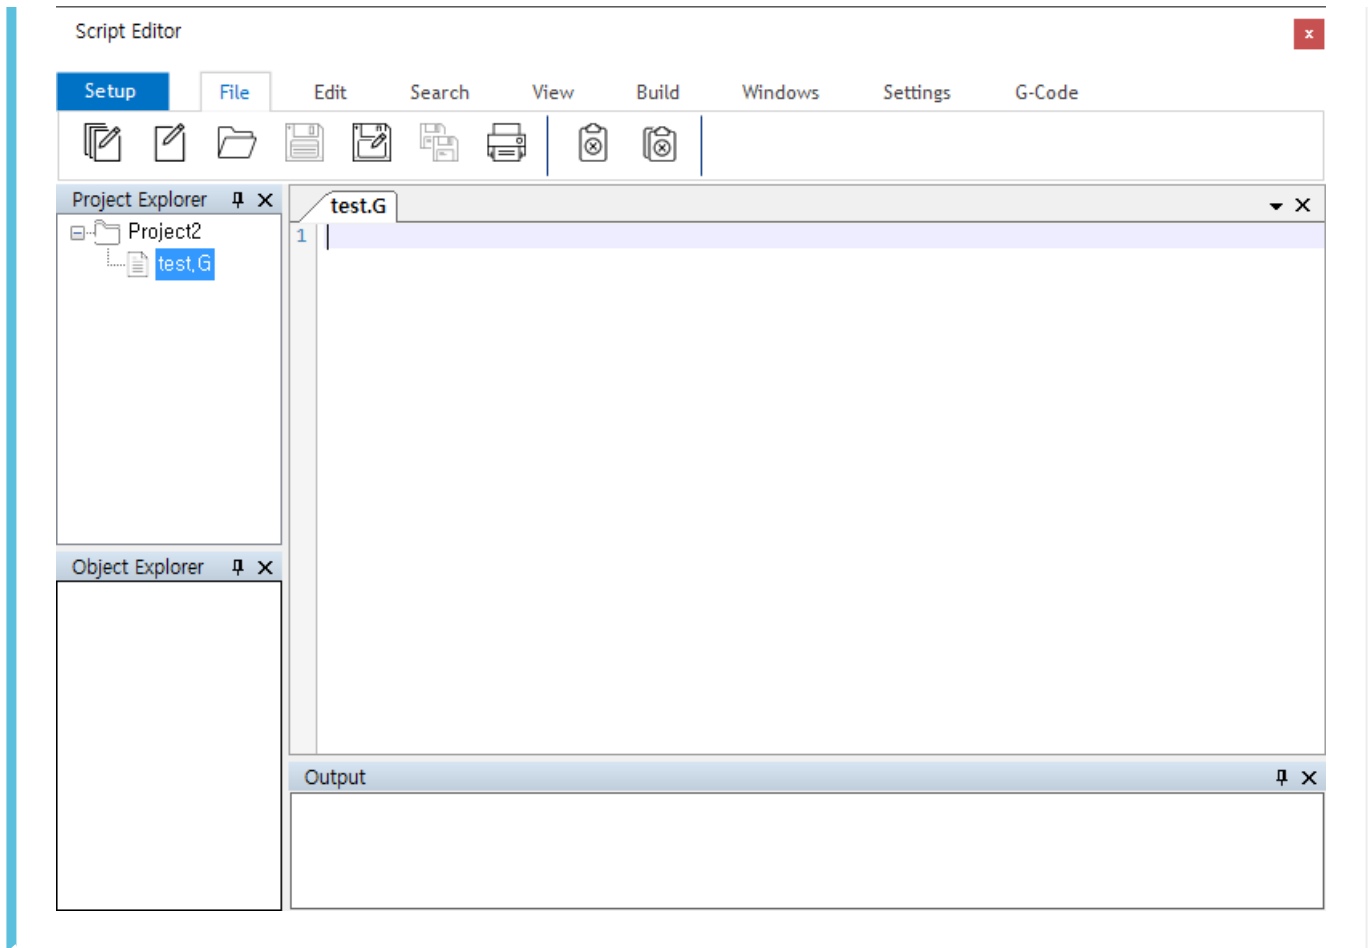 Script Editor
x
Setup File Edit Search View Build Windows Settings G-Code
Project Explorer
test.G
Project2
test.G
1
Object Explorer
Output